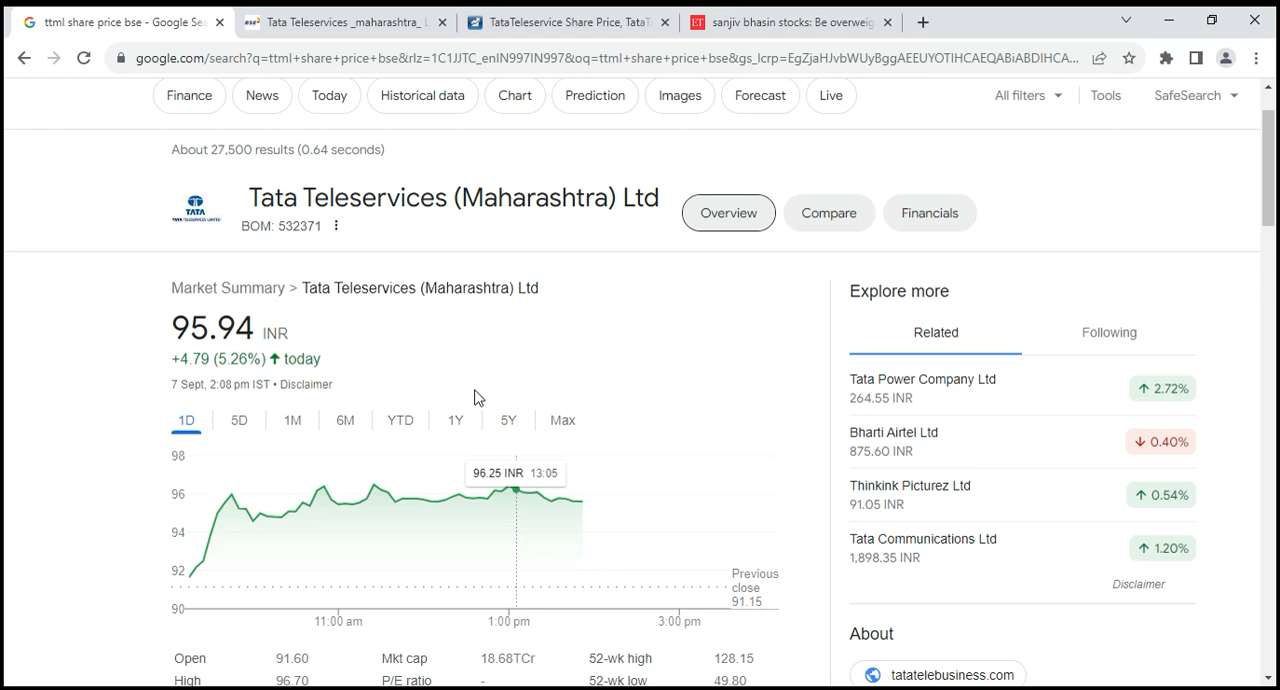 ttml share price bse - Google Sea
Tata Teleservices _maharashtra_ L
TataTeleservice Share Price, TataT
sanjiv bhasin stocks: Be overweig
google.com/search?q=ttml+share+price+bse&rlz=1C1JJTC_enIN997IN997&oq=ttml+share+price+bse&gs_lcrp=EgZjaHJvbWUyBggAEEUYOTIHCAEQABiABDIHCA...
Finance
News
Today
Historical data
Chart
Prediction
Images
Forecast
Live
All filters
Tools
SafeSearch
About 27,500 results (0.64 seconds)
TATA
Tata Teleservices (Maharashtra) Ltd
BOM: 532371
Overview
Compare
Financials
Market Summary > Tata Teleservices (Maharashtra) Ltd
95.94 INR
+4.79 (5.26%) ↑ today
7 Sept, 2:08 pm IST • Disclaimer
1D
5D
1M
6M
YTD
1Y
5Y
Max
98
96
94
92
90
96.25 INR 13:05
Previous
close
91.15
11:00 am
1:00 pm
3:00 pm
Open 91.60 Mkt cap 18.68TCr 52-wk high 128.15
High 96.70 P/E ratio - 52-wk low 49.80
Explore more
Related
Following
Tata Power Company Ltd
264.55 INR
↑ 2.72%
Bharti Airtel Ltd
875.60 INR
↓ 0.40%
Thinkink Picturez Ltd
91.05 INR
↑ 0.54%
Tata Communications Ltd
1,898.35 INR
↑ 1.20%
Disclaimer
About
tatatelebusiness.com